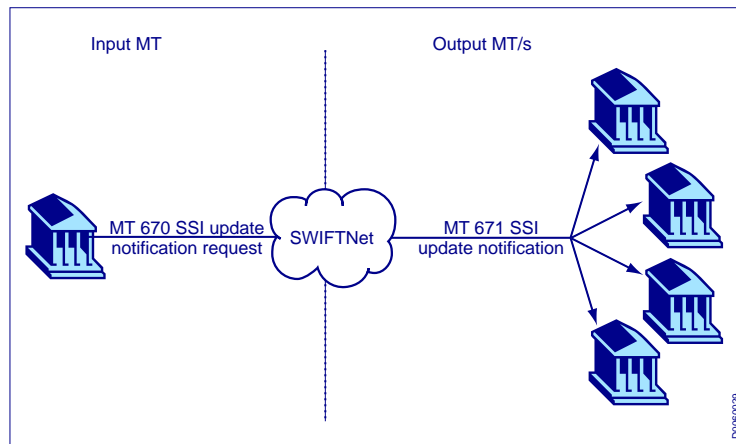 Input MT
Output MT/s
MT 670 SSI update
notification request
SWIFTNet
MT 671 SSI
update notification